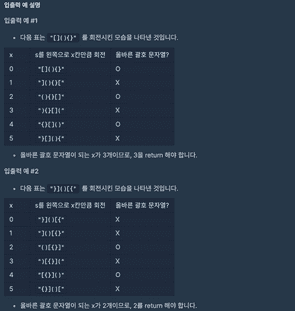 입출력 예 설명
입출력 예 #1
• 다음 표는 "[](){}" 를 회전시킨 모습을 나타낸 것입니다.
x s를 왼쪽으로 x칸만큼 회전 올바른 괄호 문자열?
0 "[](){}" O
1 "](){}[" X
2 "(){}[]" O
3 "){}[](" X
4 "{}[]()" O
5 "}[](){" X
• 올바른 괄호 문자열이 되는 x가 3개이므로, 3을 return 해야 합니다.
입출력 예 #2
• 다음 표는 "}]()[{" 를 회전시킨 모습을 나타낸 것입니다.
x s를 왼쪽으로 x칸만큼 회전 올바른 괄호 문자열?
0 "}]()[{" X
1 "]()[{}" X
2 "()[{}]" O
3 ")[{}](" X
4 "[{}]()" O
5 "{}]()[" X
• 올바른 괄호 문자열이 되는 x가 2개이므로, 2를 return 해야 합니다.